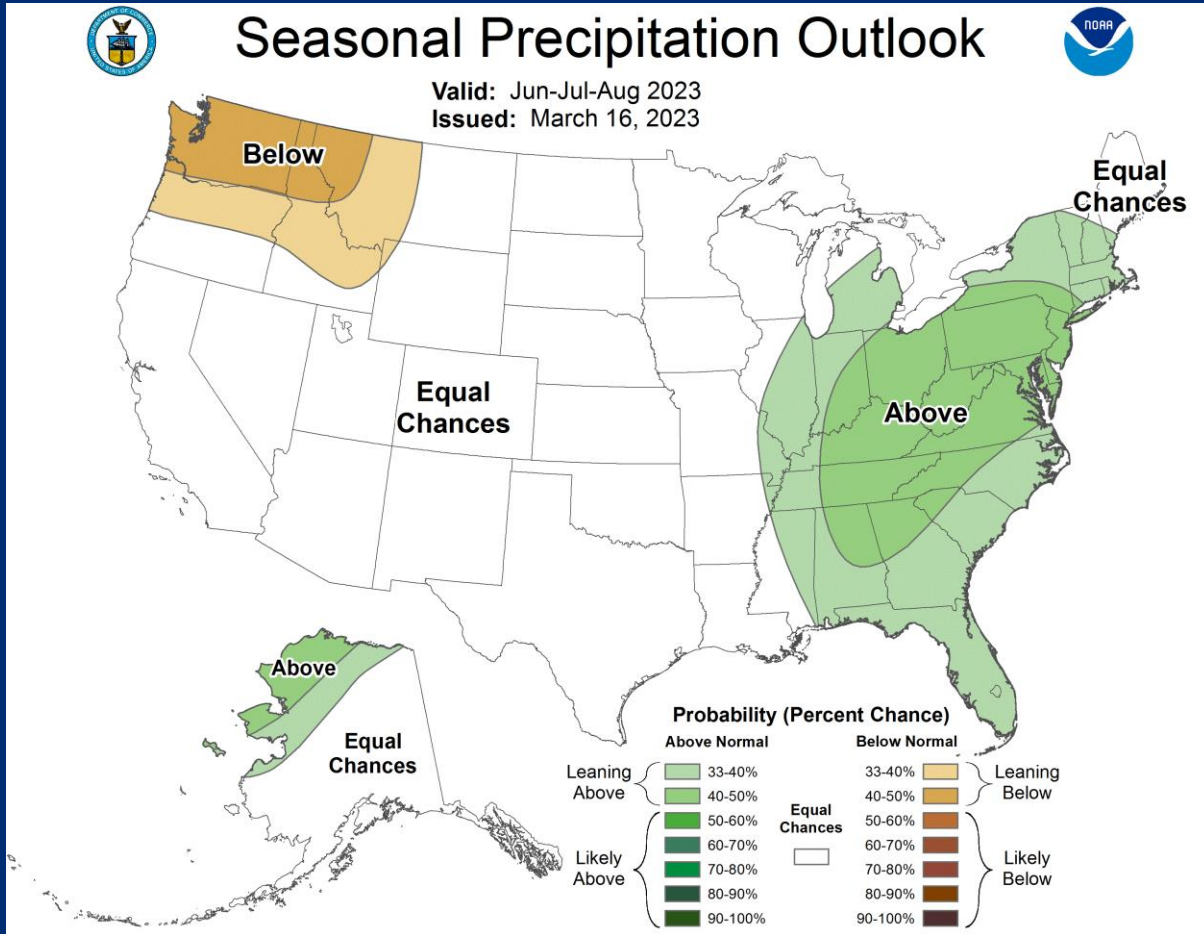 Seasonal Precipitation Outlook
NOAA
Valid: Jun-Jul-Aug 2023
Issued: March 16, 2023
Below
Equal
Chances
Equal
Chances
Above
Above
Equal
Chances
Probability (Percent Chance)
Above Normal
Below Normal
Leaning
Above
33-40%
40-50%
Likely
Above
50-60%
60-70%
70-80%
80-90%
90-100%
Equal
Chances
33-40%
40-50%
Leaning
Below
50-60%
60-70%
70-80%
80-90%
90-100%
Likely
Below